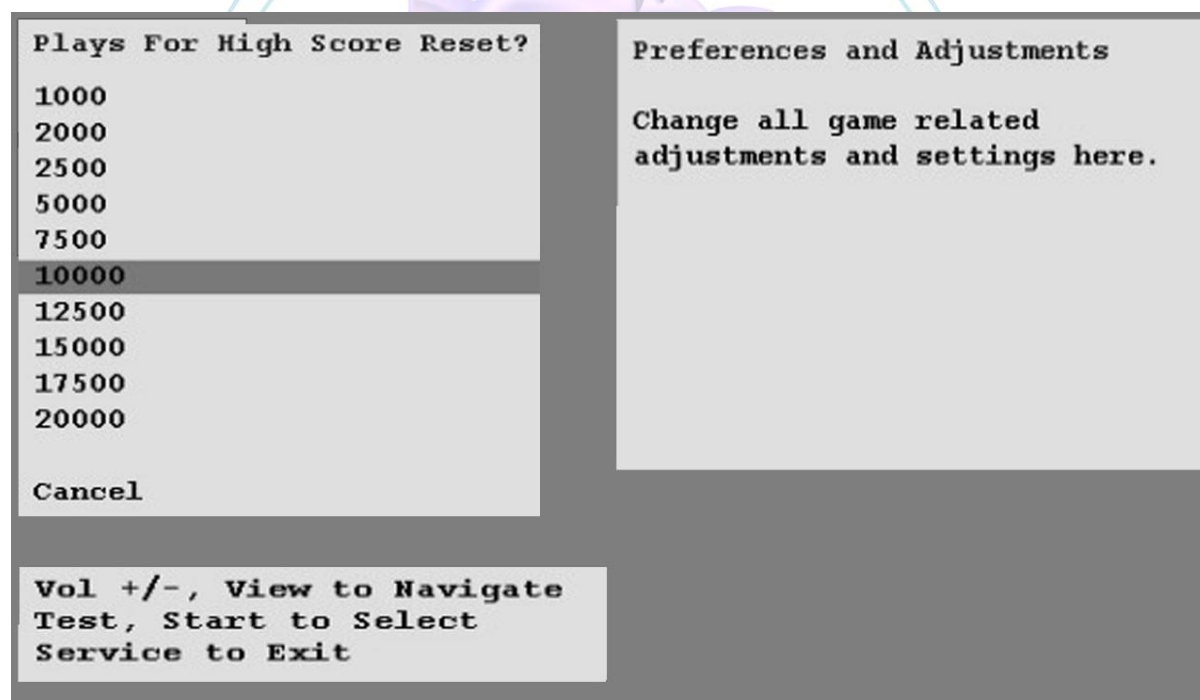 Plays For High Score Reset?
1000
2000
2500
5000
7500
10000
12500
15000
17500
20000
Cancel
Preferences and Adjustments
Change all game related
adjustments and settings here.
Vol +/-, View to Navigate
Test, Start to Select
Service to Exit